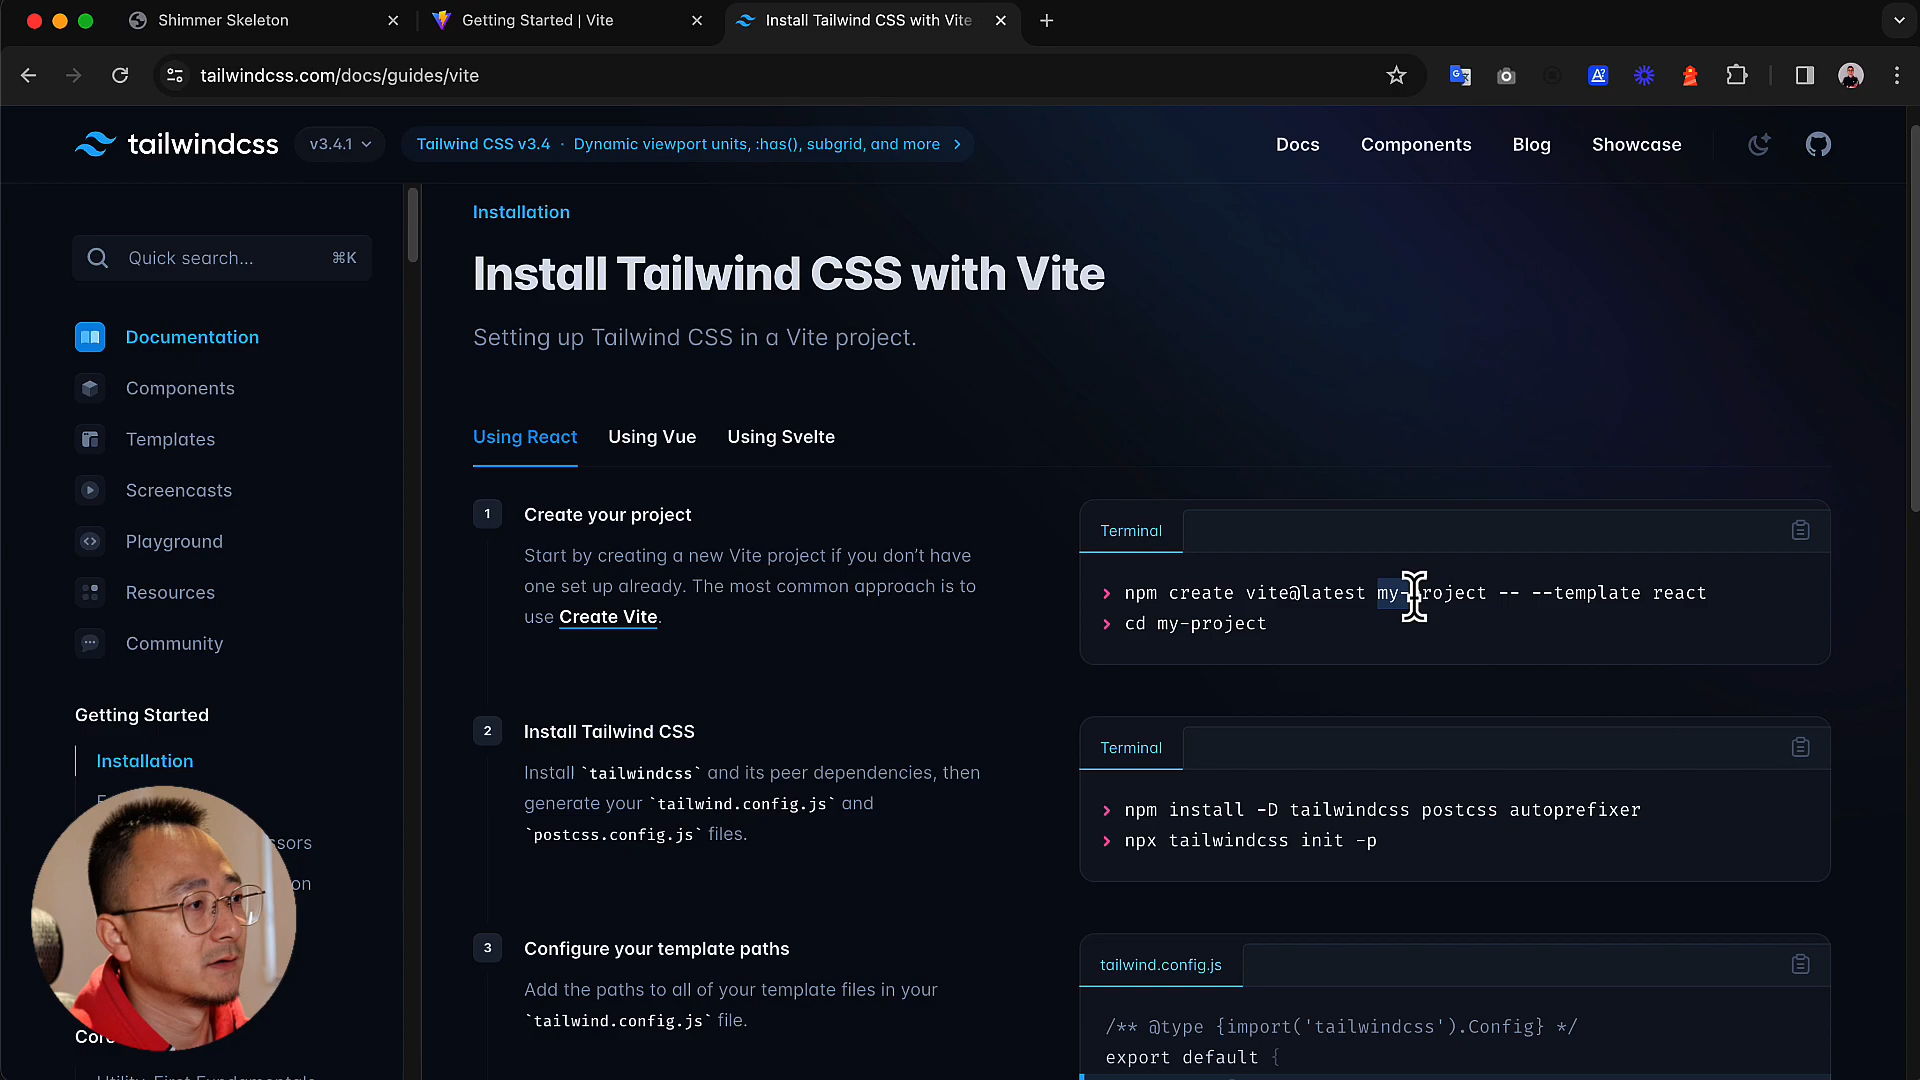 Shimmer Skeleton
Getting Started | Vite
Install Tailwind CSS with Vite
tailwindcss.com/docs/guides/vite
tailwindcss
v3.4.1
Tailwind CSS v3.4 · Dynamic viewport units, :has(), subgrid, and more
Docs
Components
Blog
Showcase
Quick search...
⌘K
Documentation
Components
Templates
Screencasts
Playground
Resources
Community
Getting Started
Installation
Installation
Install Tailwind CSS with Vite
Setting up Tailwind CSS in a Vite project.
Using React
Using Vue
Using Svelte
1
Create your project
Start by creating a new Vite project if you don’t have
one set up already. The most common approach is to
use Create Vite.
Terminal
> npm create vite@latest my-project -- --template react
> cd my-project
2
Install Tailwind CSS
Install `tailwindcss` and its peer dependencies, then
generate your `tailwind.config.js` and
`postcss.config.js` files.
Terminal
> npm install -D tailwindcss postcss autoprefixer
> npx tailwindcss init -p
3
Configure your template paths
Add the paths to all of your template files in your
`tailwind.config.js` file.
tailwind.config.js
/** @type {import('tailwindcss').Config} */
export default {